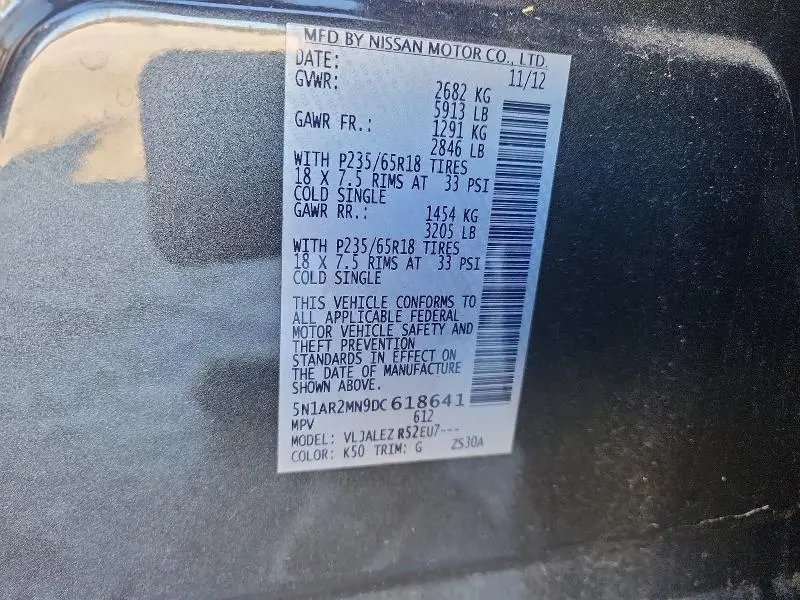 MFD BY NISSAN MOTOR CO., LTD.
DATE: 11/12
GVWR: 2682 KG
5913 LB
GAWR FR.: 1291 KG
2846 LB
WITH P235/65R18 TIRES
18 X 7.5 RIMS AT 33 PSI
COLD SINGLE
GAWR RR.: 1454 KG
3205 LB
WITH P235/65R18 TIRES
18 X 7.5 RIMS AT 33 PSI
COLD SINGLE
THIS VEHICLE CONFORMS TO
ALL APPLICABLE FEDERAL
MOTOR VEHICLE SAFETY AND
THEFT PREVENTION
STANDARDS IN EFFECT ON
THE DATE OF MANUFACTURE
SHOWN ABOVE.
5N1AR2MN9DC618641
MPV 612
MODEL: VLJALEZ R52EU7---
COLOR: K50 TRIM: G ZS30A